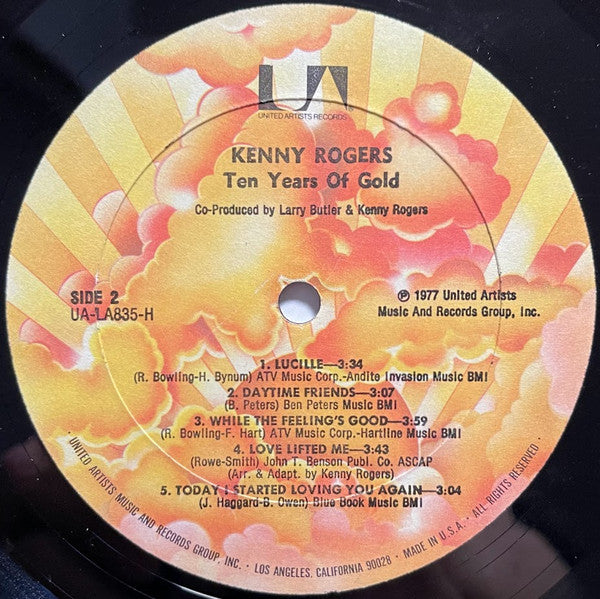 UA
UNITED ARTISTS RECORDS
KENNY ROGERS
Ten Years Of Gold
Co-Produced by Larry Butler & Kenny Rogers
SIDE 2
UA-LA835-H
℗ 1977 United Artists
Music And Records Group, Inc.
1. LUCILLE—3:34
(R. Bowling-H. Bynum) ATV Music Corp.-Andite Invasion Music BMI
2. DAYTIME FRIENDS—3:07
(B. Peters) Ben Peters Music BMI
3. WHILE THE FEELING'S GOOD—3:59
(R. Bowling-F. Hart) ATV Music Corp.-Hartline Music BMI
4. LOVE LIFTED ME—3:43
(Rowe-Smith) John T. Benson Publ. Co. ASCAP
(Arr. & Adapt. by Kenny Rogers)
5. TODAY I STARTED LOVING YOU AGAIN—3:04
(J. Haggard-B. Owen) Blue Book Music BMI
UNITED ARTISTS MUSIC AND RECORDS GROUP, INC. • LOS ANGELES, CALIFORNIA 90028 • MADE IN U.S.A. • ALL RIGHTS RESERVED •